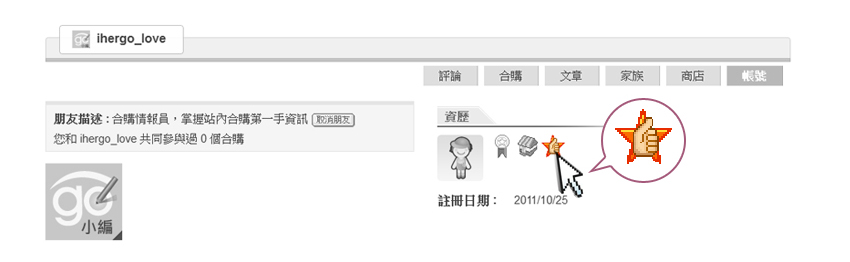 ihergo_love
評論 合購 文章 家族 商店 帳號
朋友描述：合購情報員，掌握站內合購第一手資訊 取消朋友
您和 ihergo_love 共同參與過 0 個合購
資歷
go
小編
註冊日期： 2011/10/25